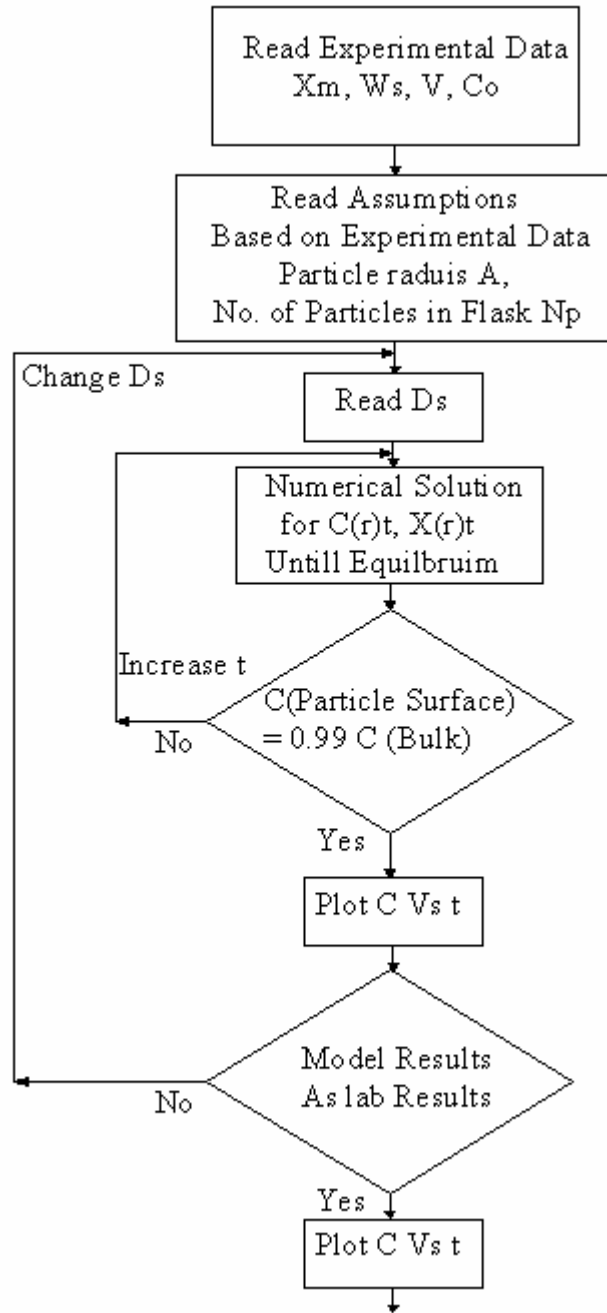 Read Experimental Data
Xm, Ws, V, Co
Read Assumptions
Based on Experimental Data
Particle raduis A,
No. of Particles in Flask Np
Change Ds
Read Ds
Numerical Solution
for C(r)t, X(r)t
Untill Equilbruim
Increase t
C(Particle Surface)
= 0.99 C (Bulk)
No
Yes
Plot C Vs t
Model Results
As lab Results
No
Yes
Plot C Vs t